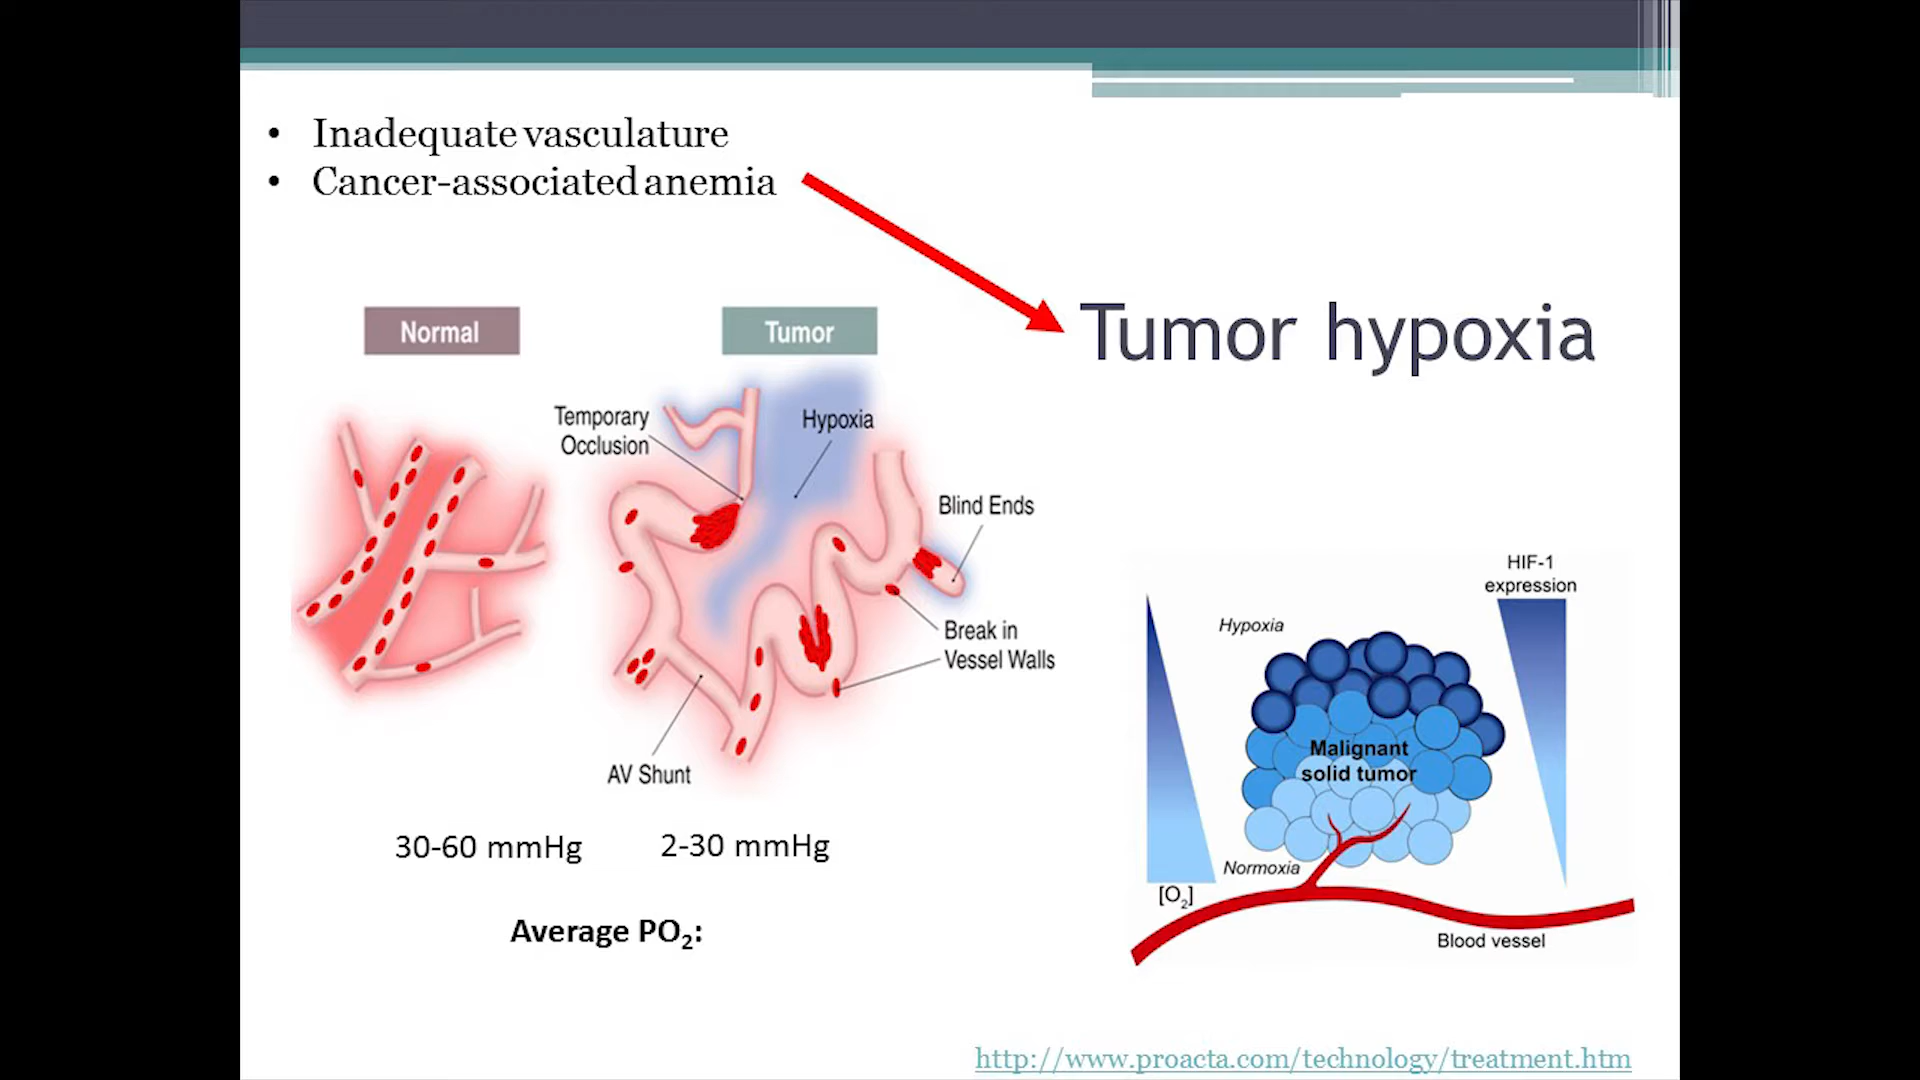 • Inadequate vasculature
• Cancer-associated anemia
Tumor hypoxia
Normal
Tumor
Temporary
Occlusion
Hypoxia
Blind Ends
Break in
Vessel Walls
AV Shunt
30-60 mmHg
2-30 mmHg
Average PO₂:
HIF-1
expression
Hypoxia
Malignant
solid tumor
Normoxia
[O₂]
Blood vessel
http://www.proacta.com/technology/treatment.htm